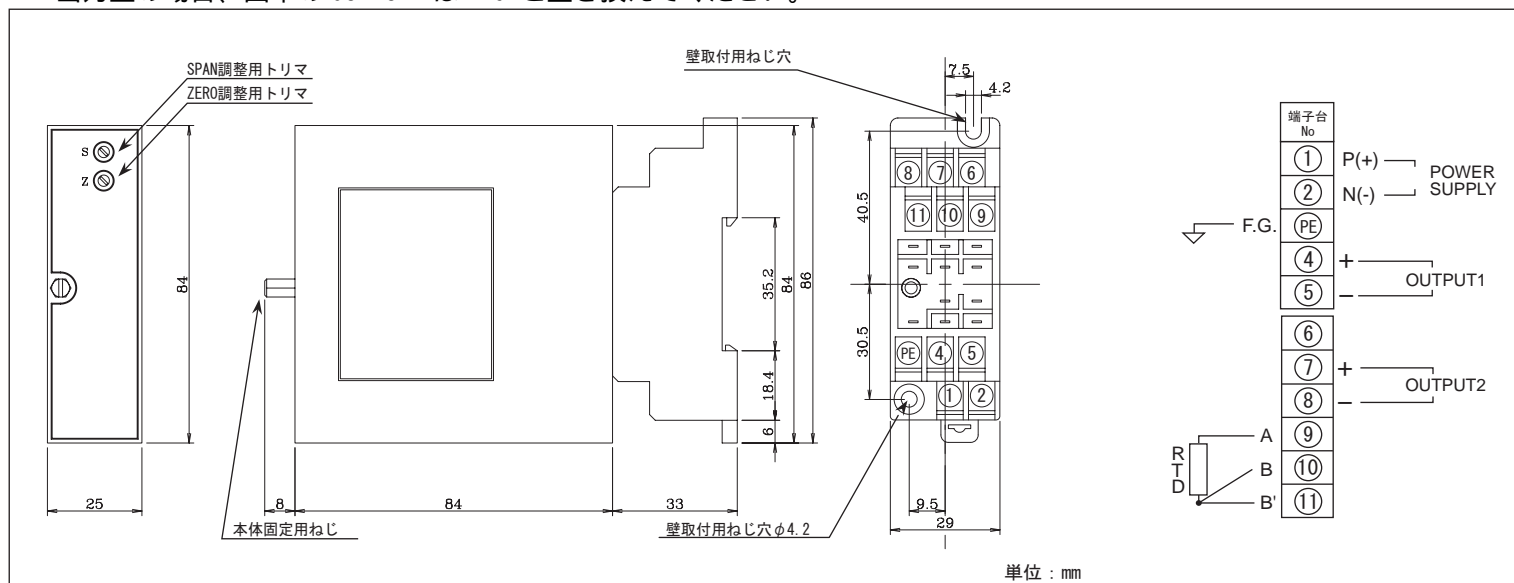 SPAN調整用トリマ
ZERO調整用トリマ
S
Z
84
25
8
84
33
本体固定用ねじ
35.2
84
86
18.4
6
壁取付用ねじ穴
7.5
4.2
8 7 6
11 10 9
40.5
30.5
PE 4 5
1 2
9.5
29
壁取付用ねじ穴φ4.2
単位：mm
端子台
No
① P(+)
POWER
SUPPLY
② N(-)
F.G. PE
④ +
OUTPUT1
⑤ −
⑥
⑦ +
OUTPUT2
⑧ −
RTD
A ⑨
B ⑩
B' ⑪